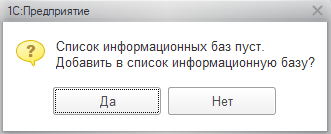 1С:Предприятие
Список информационных баз пуст.
Добавить в список информационную базу?
Да
Нет